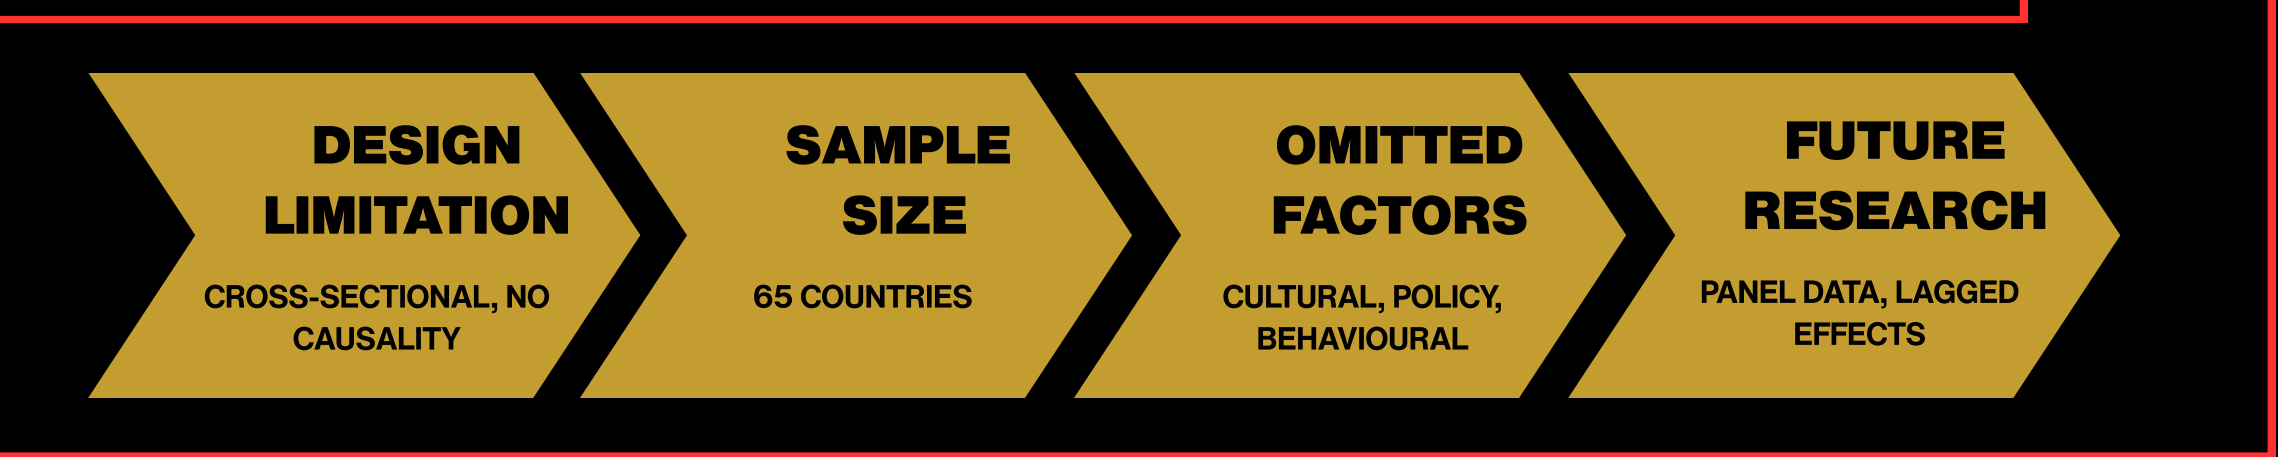 DESIGN
LIMITATION
CROSS-SECTIONAL, NO
CAUSALITY
SAMPLE
SIZE
65 COUNTRIES
OMITTED
FACTORS
CULTURAL, POLICY,
BEHAVIOURAL
FUTURE
RESEARCH
PANEL DATA, LAGGED
EFFECTS